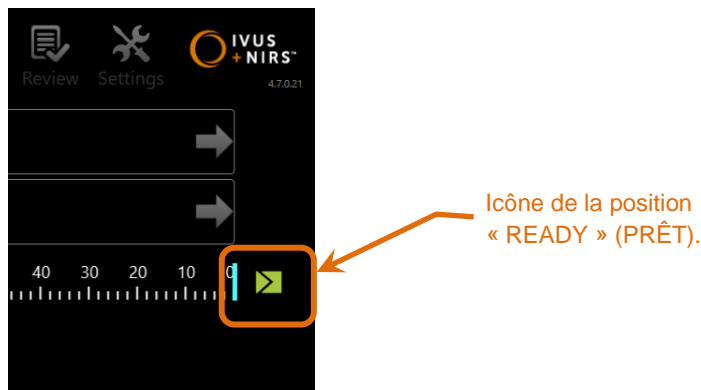 IVUS
+NIRS™
Review Settings
4.7.0.21
Icône de la position
« READY » (PRÊT).
40 30 20 10 0